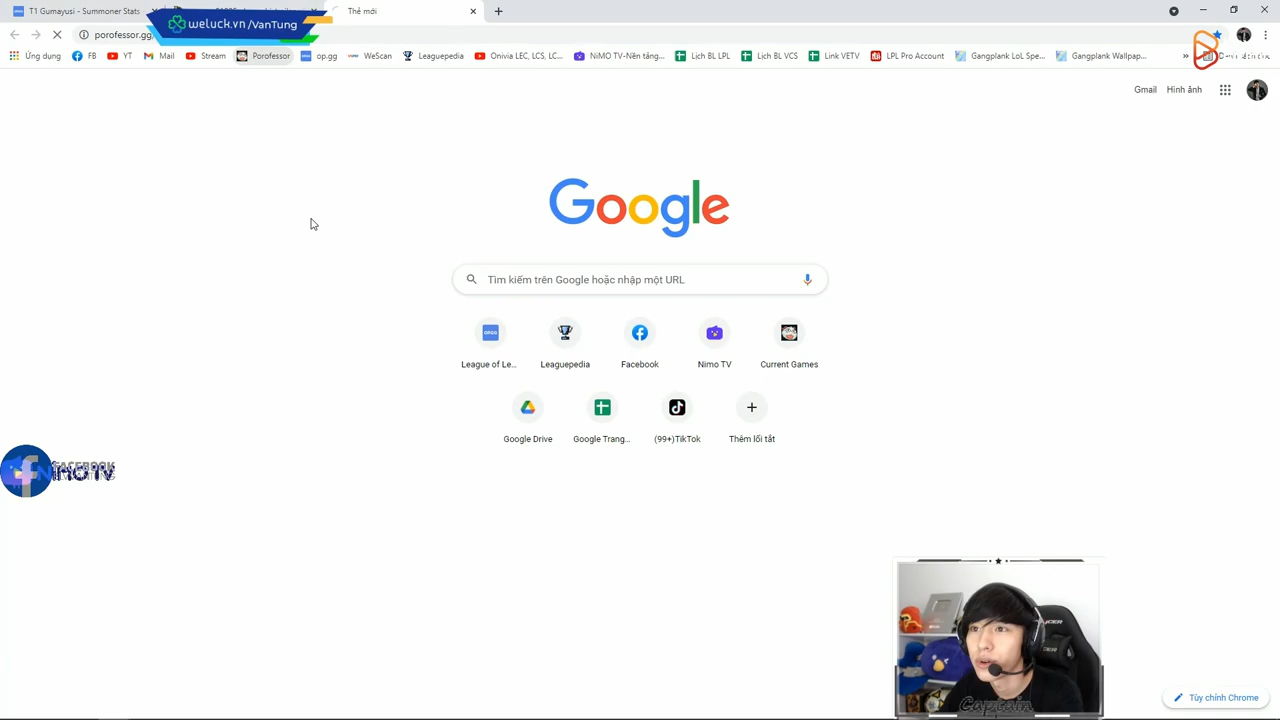 T1 Gumayusi - Summoner Stats
Thẻ mới
weluck.vn/VanTung
porofessor.gg
Ứng dụng FB YT Mail Stream Porofessor op.gg WeScan Leaguepedia Onivia LEC, LCS, LC... NiMO TV-Nền tảng... Lịch BĐ LPL Lịch BĐ VCS Link VETV LPL Pro Account Gangplank LoL Spe... Gangplank Wallpap... »
Gmail Hình ảnh
Google
Tìm kiếm trên Google hoặc nhập một URL
League of Le... Leaguepedia Facebook Nimo TV Current Games
Google Drive Google Trang... (99+)TikTok Thêm lối tắt
Captain
Tùy chỉnh Chrome